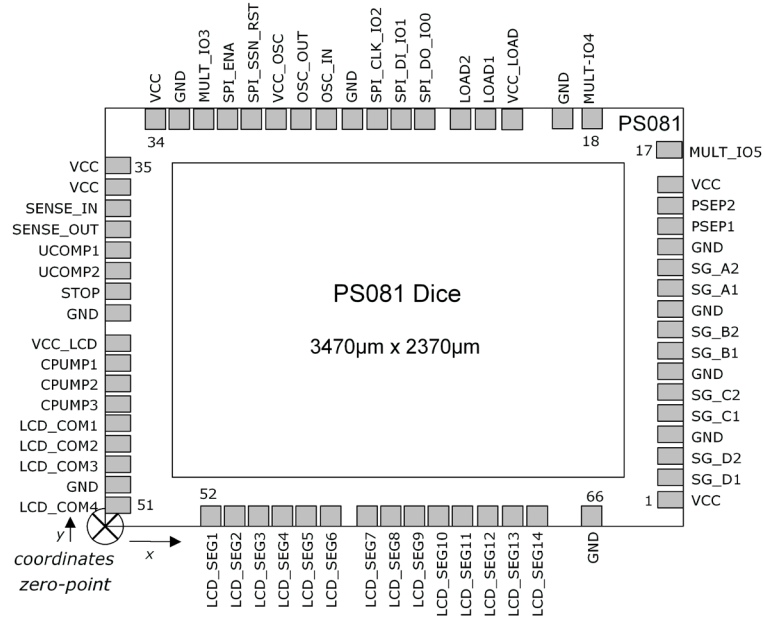 VCC
GND
MULT_IO3
SPI_ENA
SPI_SSN_RST
VCC_OSC
OSC_OUT
OSC_IN
GND
SPI_CLK_IO2
SPI_DI_IO1
SPI_DO_IO0
LOAD2
LOAD1
VCC_LOAD
GND
MULT-IO4
34
18
PS081
17
MULT_IO5
VCC
35
VCC
SENSE_IN
SENSE_OUT
UCOMP1
UCOMP2
STOP
GND
VCC_LCD
CPUMP1
CPUMP2
CPUMP3
LCD_COM1
LCD_COM2
LCD_COM3
GND
LCD_COM4
51
PS081 Dice
3470µm x 2370µm
VCC
PSEP2
PSEP1
GND
SG_A2
SG_A1
GND
SG_B2
SG_B1
GND
SG_C2
SG_C1
GND
SG_D2
SG_D1
1
VCC
52
66
LCD_SEG1
LCD_SEG2
LCD_SEG3
LCD_SEG4
LCD_SEG5
LCD_SEG6
LCD_SEG7
LCD_SEG8
LCD_SEG9
LCD_SEG10
LCD_SEG11
LCD_SEG12
LCD_SEG13
LCD_SEG14
GND
y
x
coordinates
zero-point